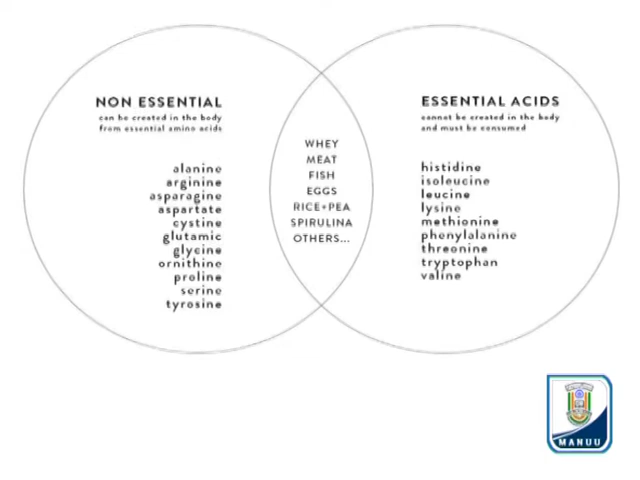 NON ESSENTIAL
can be created in the body
from essential amino acids
alanine
arginine
asparagine
aspartate
cystine
glutamic
glycine
ornithine
proline
serine
tyrosine
WHEY
MEAT
FISH
EGGS
RICE+PEA
SPIRULINA
OTHERS...
ESSENTIAL ACIDS
cannot be created in the body
and must be consumed
histidine
isoleucine
leucine
lysine
methionine
phenylalanine
threonine
tryptophan
valine
MANUU